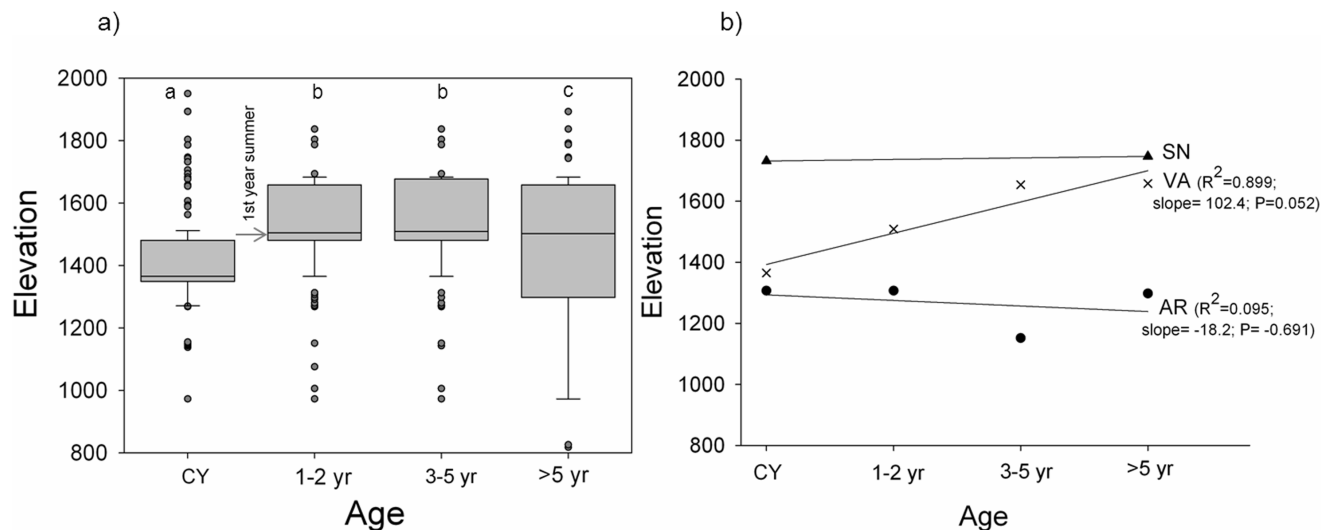 a)
2000
1800
1600
1400
1200
1000
800
Elevation
a
b
b
c
1st year summer
CY
1-2 yr
3-5 yr
>5 yr
Age
b)
2000
1800
1600
1400
1200
1000
800
Elevation
SN
VA (R²=0.899;
slope= 102.4; P=0.052)
AR (R²=0.095;
slope= -18.2; P= -0.691)
CY
1-2 yr
3-5 yr
>5 yr
Age